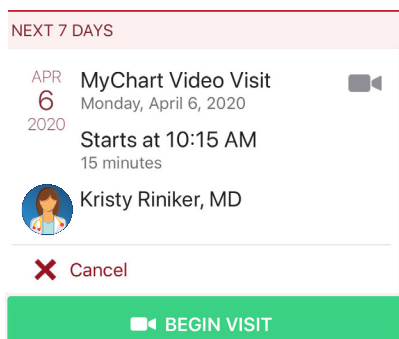 NEXT 7 DAYS
APR
6
2020
MyChart Video Visit
Monday, April 6, 2020
Starts at 10:15 AM
15 minutes
Kristy Riniker, MD
Cancel
BEGIN VISIT